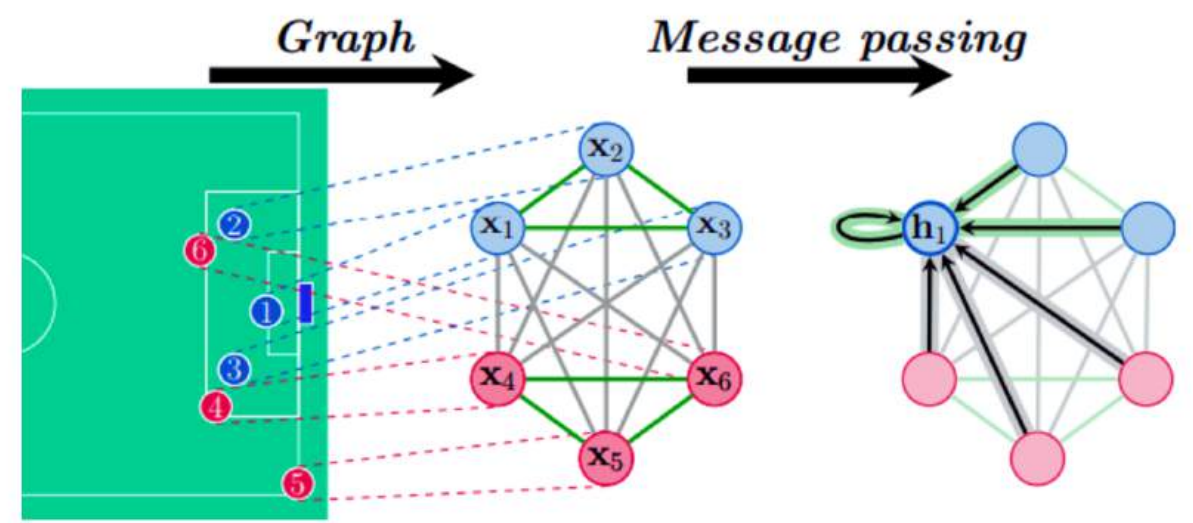 Graph
Message passing
2
6
1
3
4
5
x₂
x₁
x₃
x₄
x₆
x₅
h₁